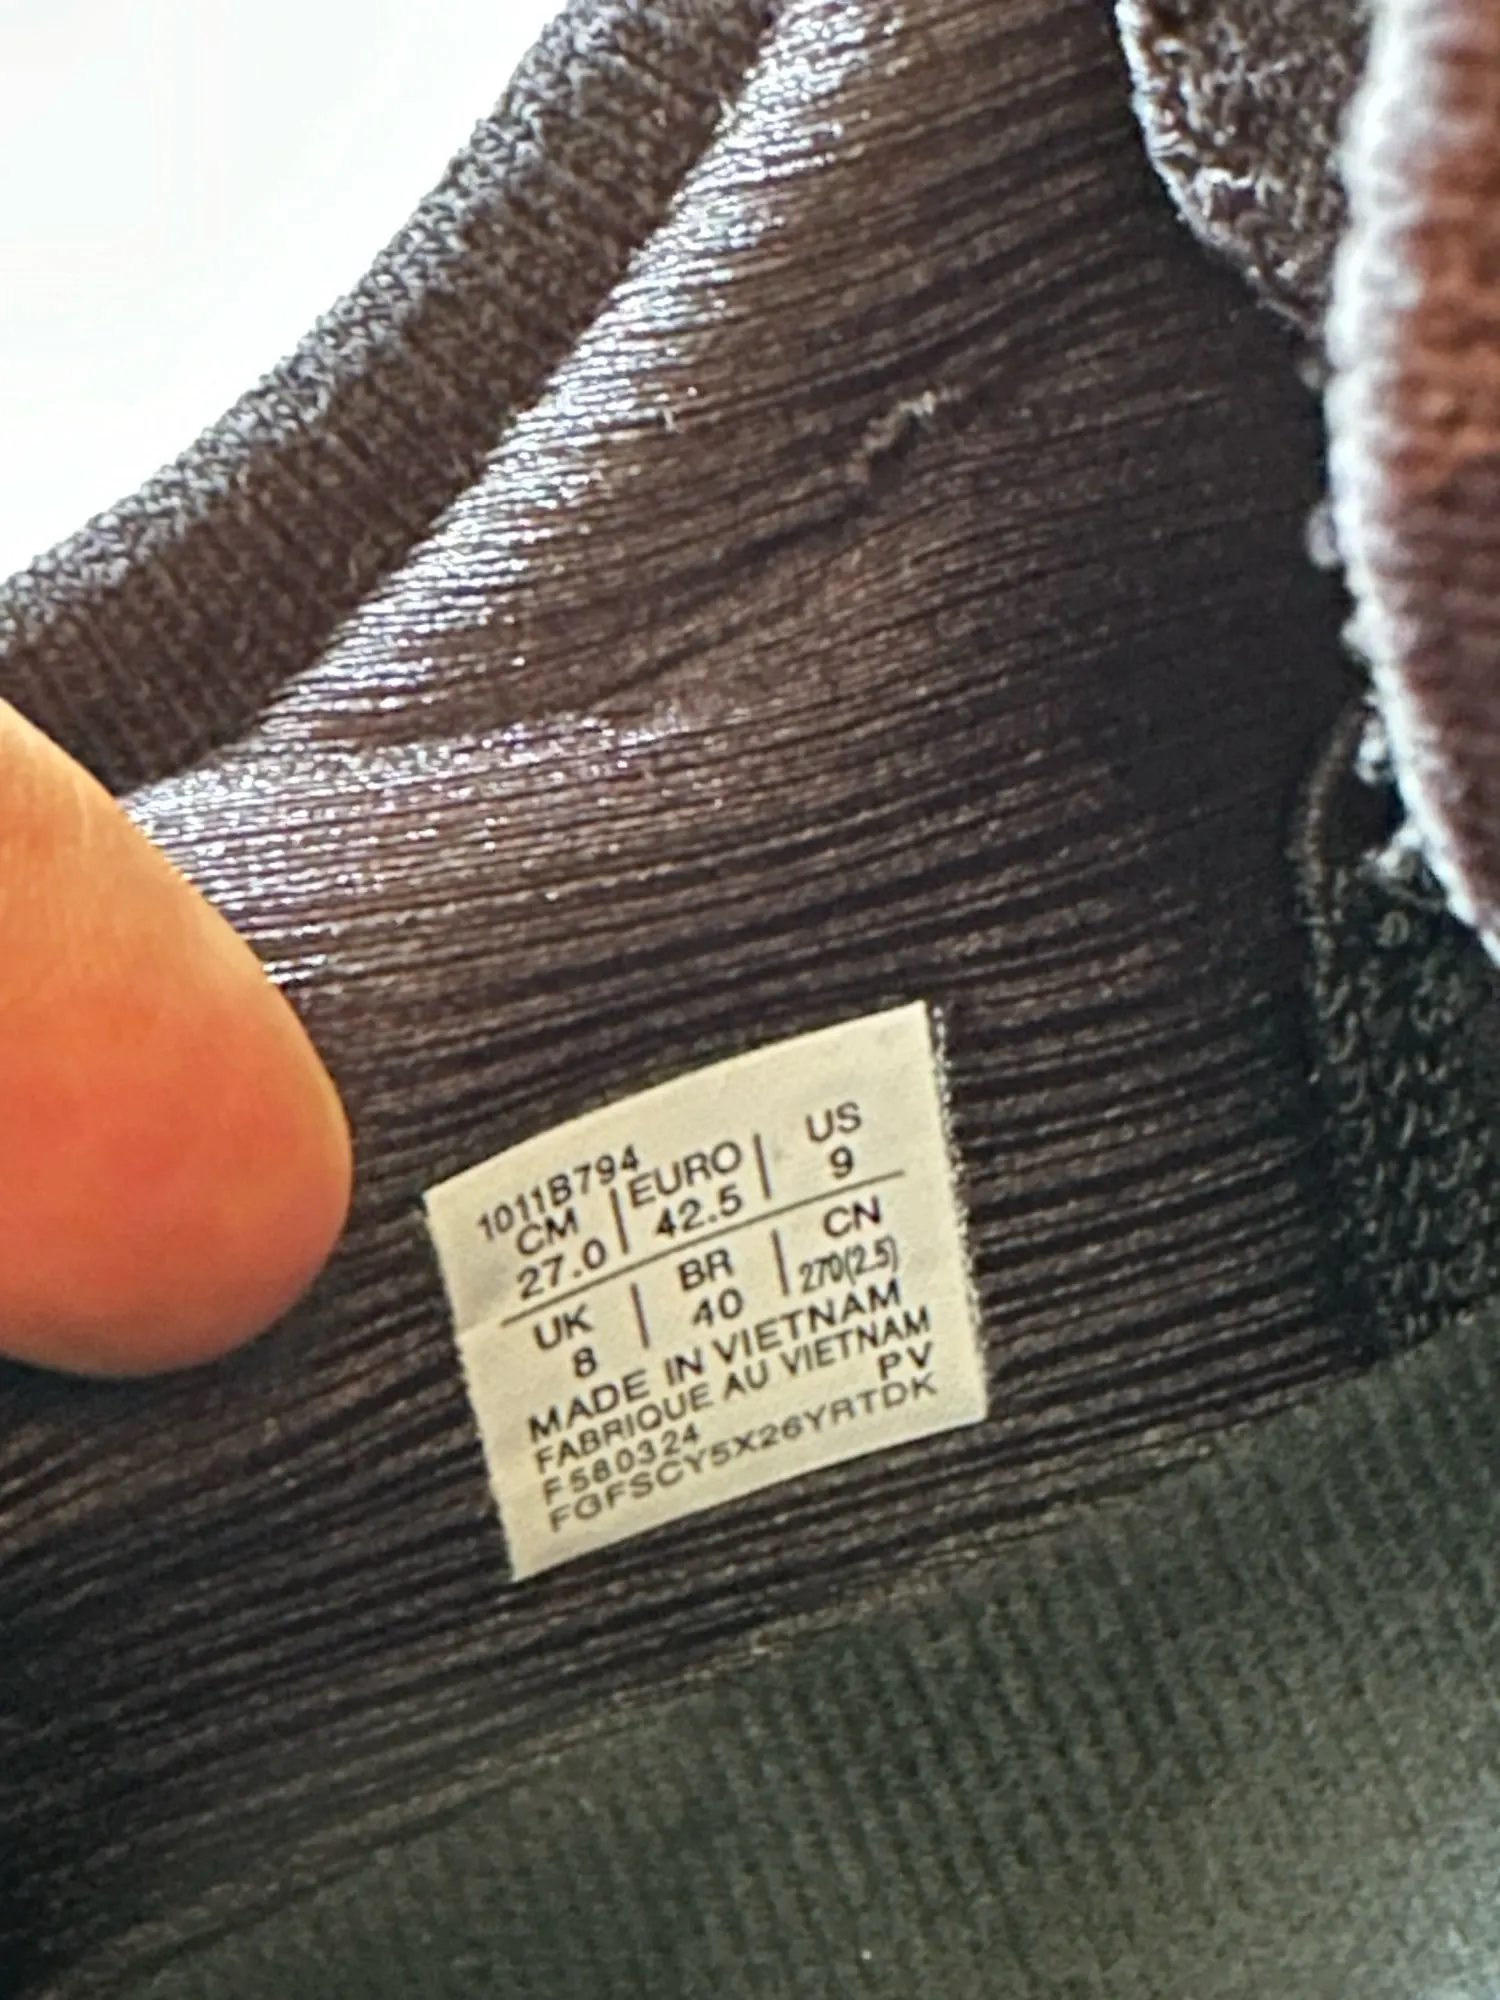 1011B794
CM | EURO | US
27.0 | 42.5 | 9
UK | BR | CN
8 | 40 | 270(2.5)
MADE IN VIETNAM
FABRIQUE AU VIETNAM
F580324 PV
FGFSCY5X26YRTDK